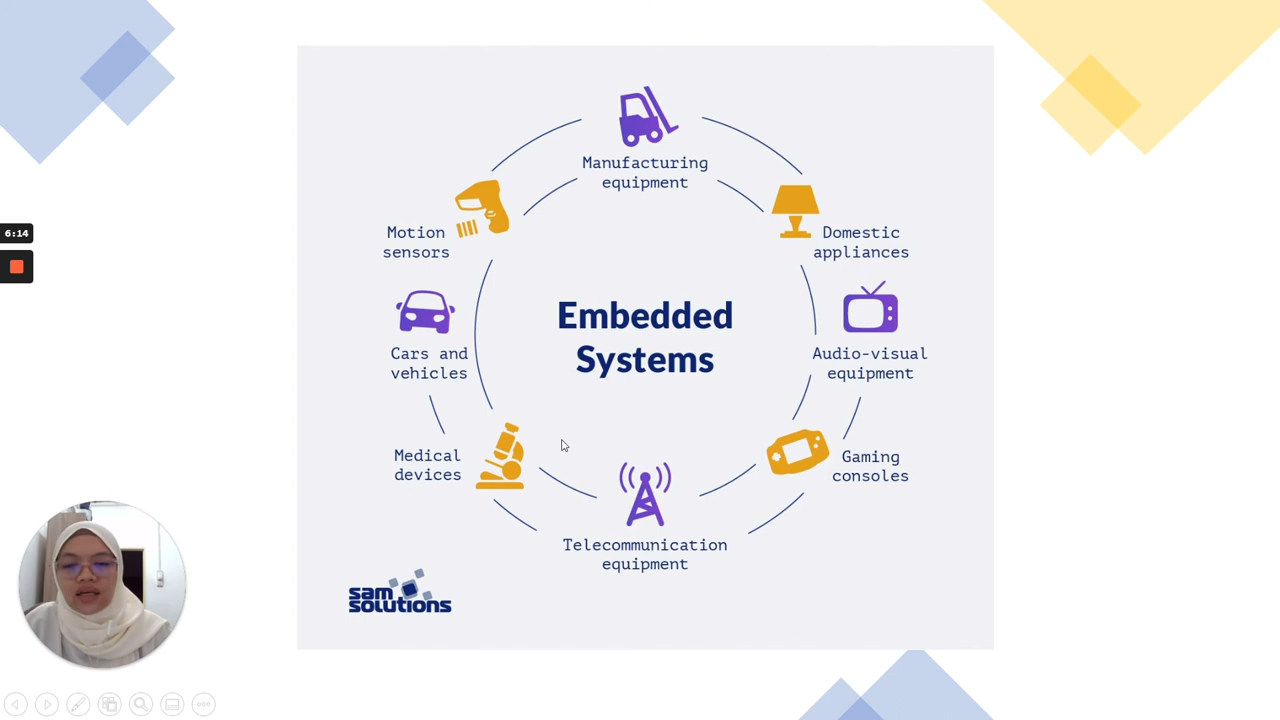 Manufacturing
equipment
Motion
sensors
Domestic
appliances
6:14
Embedded
Systems
Cars and
vehicles
Audio-visual
equipment
Medical
devices
Gaming
consoles
Telecommunication
equipment
sam
solutions